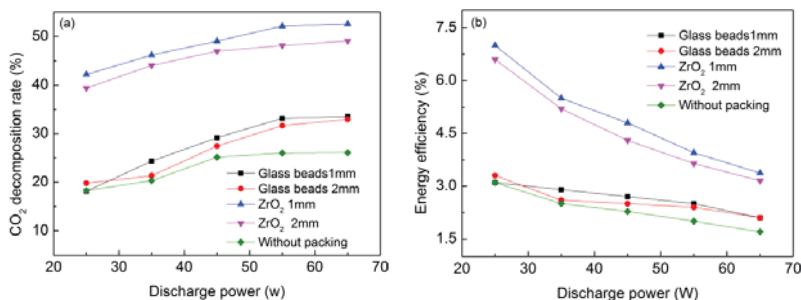 (a)
CO₂ decomposition rate (%)
50
40
30
20
10
Glass beads1mm
Glass beads 2mm
ZrO₂ 1mm
ZrO₂ 2mm
Without packing
20 30 40 50 60 70
Discharge power (w)
(b)
Energy efficiency (%)
7.5
6.0
4.5
3.0
1.5
Glass beads1mm
Glass beads 2mm
ZrO₂ 1mm
ZrO₂ 2mm
Without packing
20 30 40 50 60 70
Discharge power (W)